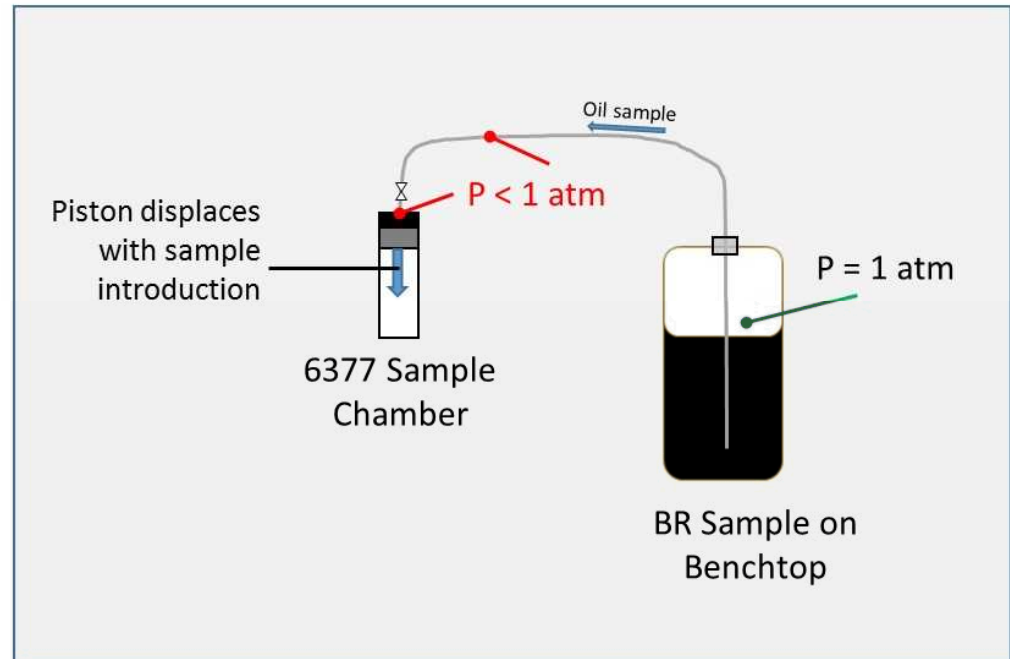 Oil sample
P < 1 atm
Piston displaces
with sample
introduction
P = 1 atm
6377 Sample
Chamber
BR Sample on
Benchtop